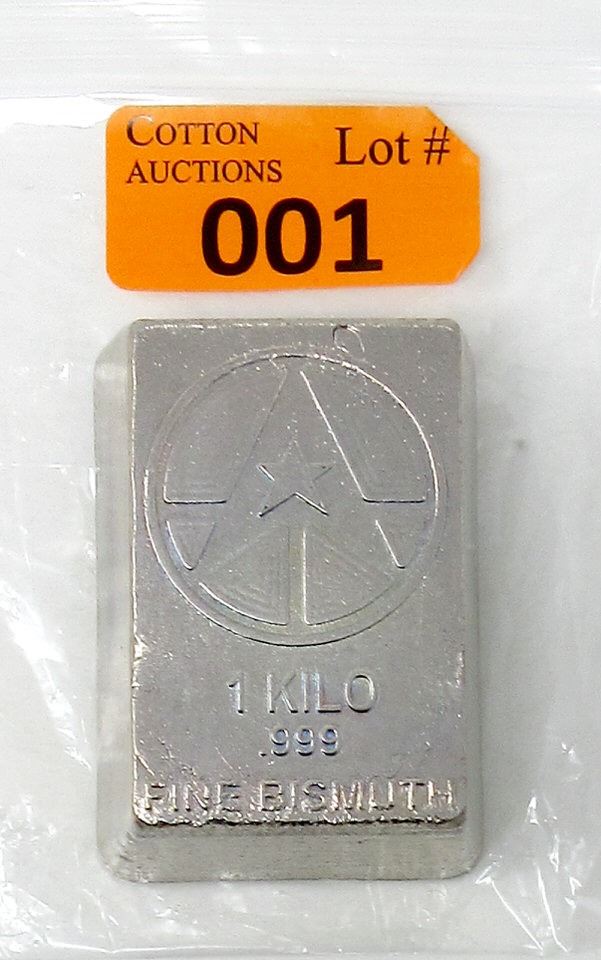 COTTON
AUCTIONS
Lot #
001
1 KILO
.999
FINE BISMUTH